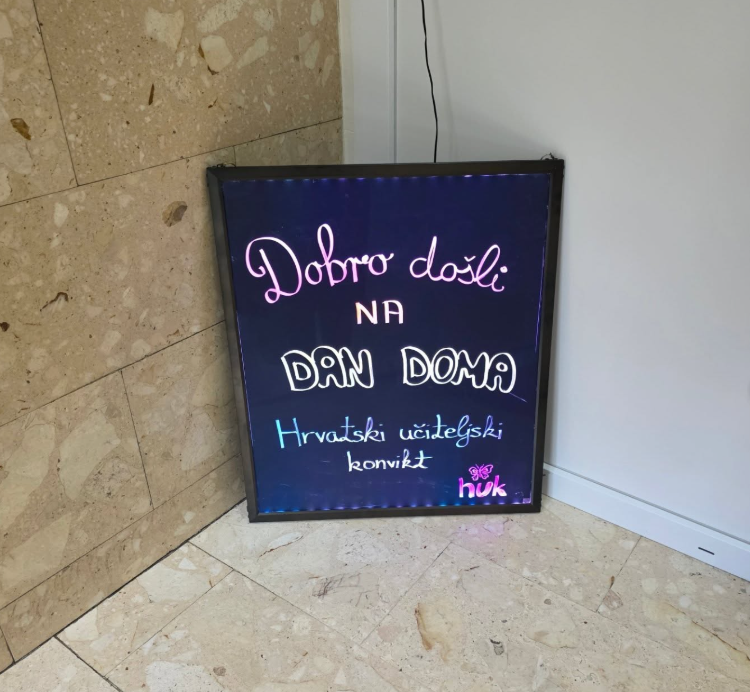 Dobro došli
NA
DAN DOMA
Hrvatski učiteljski
konvikt
huk